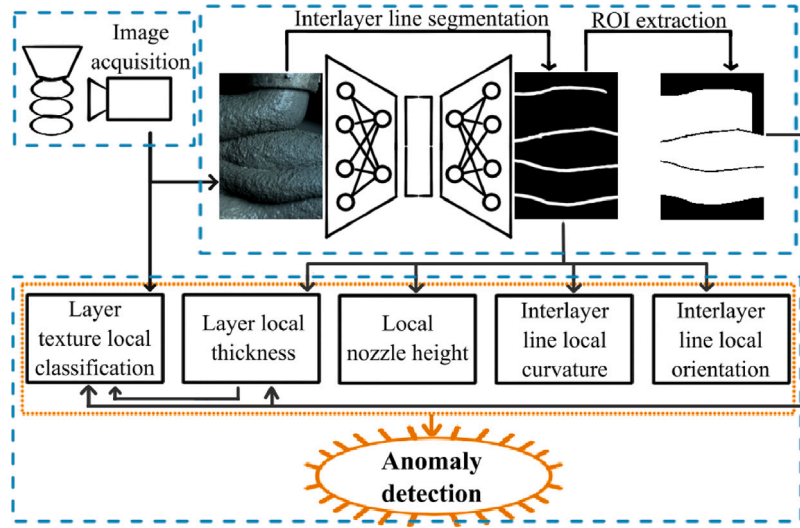 Image
acquisition
Interlayer line segmentation
ROI extraction
Layer
texture local
classification
Layer local
thickness
Local
nozzle height
Interlayer
line local
curvature
Interlayer
line local
orientation
Anomaly
detection